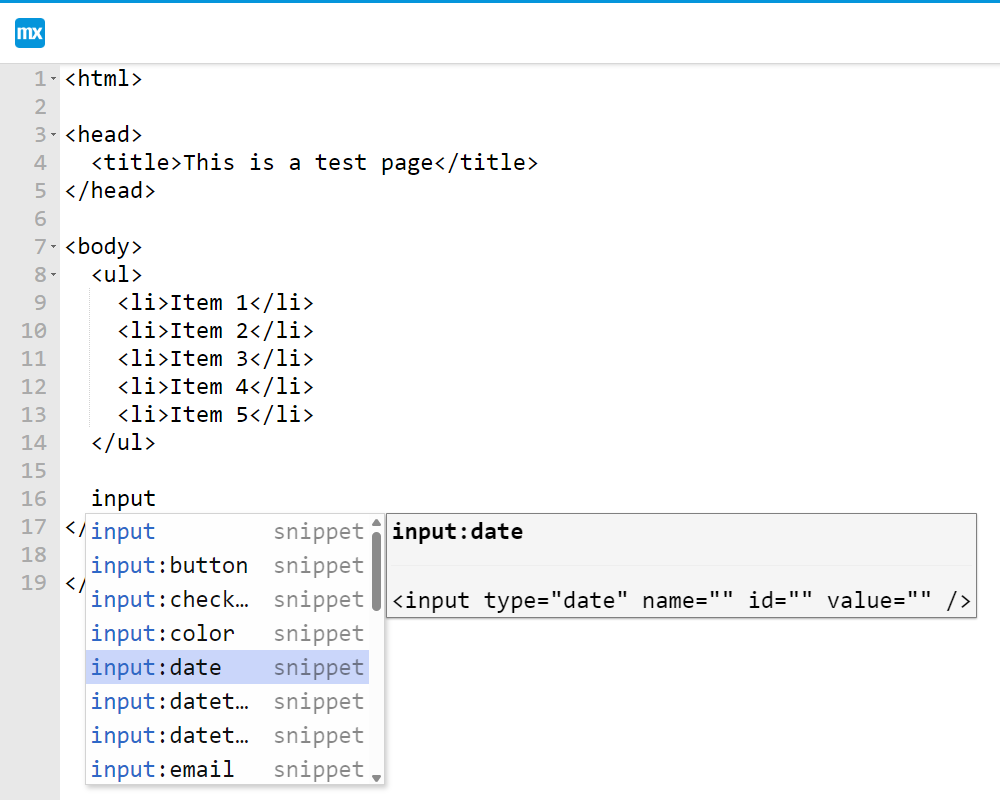 mx
1 <html>
2
3 <head>
4 <title>This is a test page</title>
5 </head>
6
7 <body>
8 <ul>
9 <li>Item 1</li>
10 <li>Item 2</li>
11 <li>Item 3</li>
12 <li>Item 4</li>
13 <li>Item 5</li>
14 </ul>
15
16 input
17 </
18
19 </
input snippet
input:button snippet
input:check… snippet
input:color snippet
input:date snippet
input:datet… snippet
input:datet… snippet
input:email snippet
input:date
<input type="date" name="" id="" value="" />